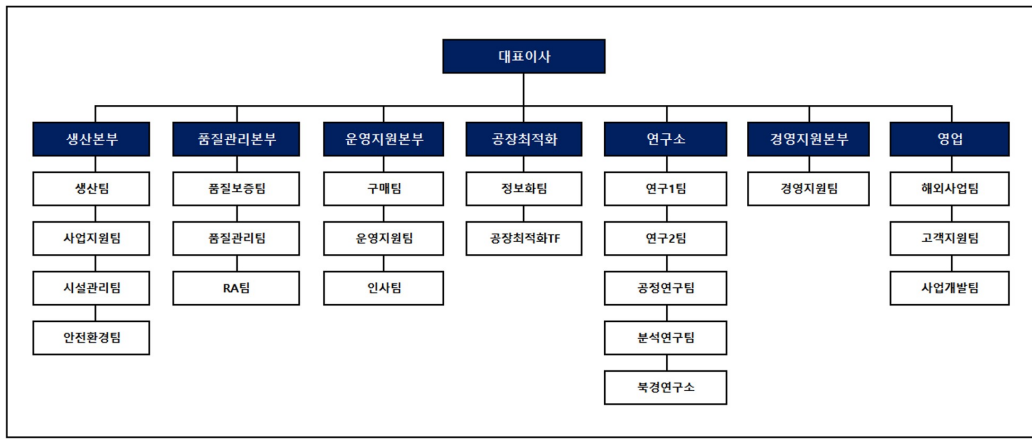 대표이사
생산본부
품질관리본부
운영지원본부
공장최적화
연구소
경영지원본부
영업
생산팀
품질보증팀
구매팀
정보화팀
연구1팀
경영지원팀
해외사업팀
사업지원팀
품질관리팀
운영지원팀
공장최적화TF
연구2팀
고객지원팀
시설관리팀
RA팀
인사팀
공정연구팀
사업개발팀
안전환경팀
분석연구팀
북경연구소